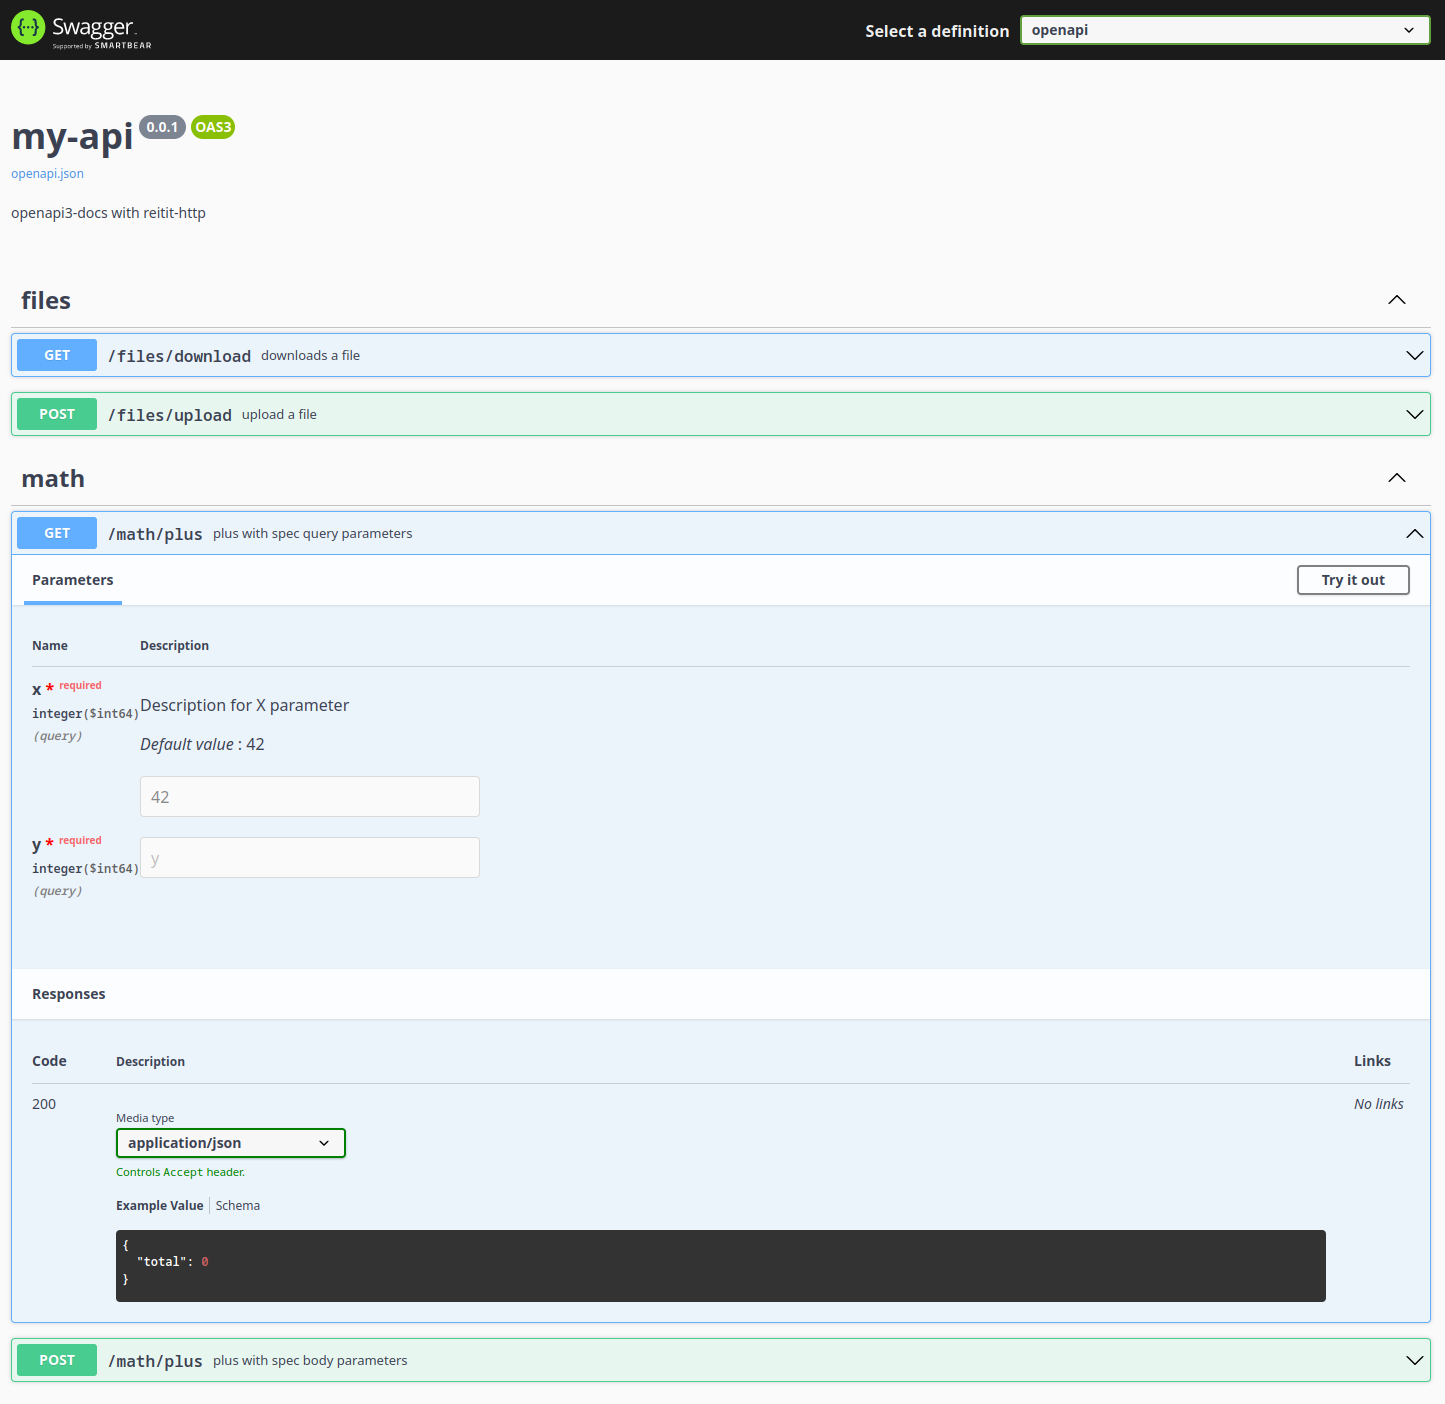 {···} Swagger.
Supported by SMARTBEAR
Select a definition
openapi
my-api 0.0.1 OAS3
openapi.json
openapi3-docs with reitit-http
files
GET /files/download downloads a file
POST /files/upload upload a file
math
GET /math/plus plus with spec query parameters
Parameters
Try it out
Name Description
x * required
integer($int64)
(query)
Description for X parameter
Default value : 42
42
y * required
integer($int64)
(query)
y
Responses
Code Description Links
200
Media type
application/json
Controls Accept header.
Example Value Schema
{
  "total": 0
}
No links
POST /math/plus plus with spec body parameters